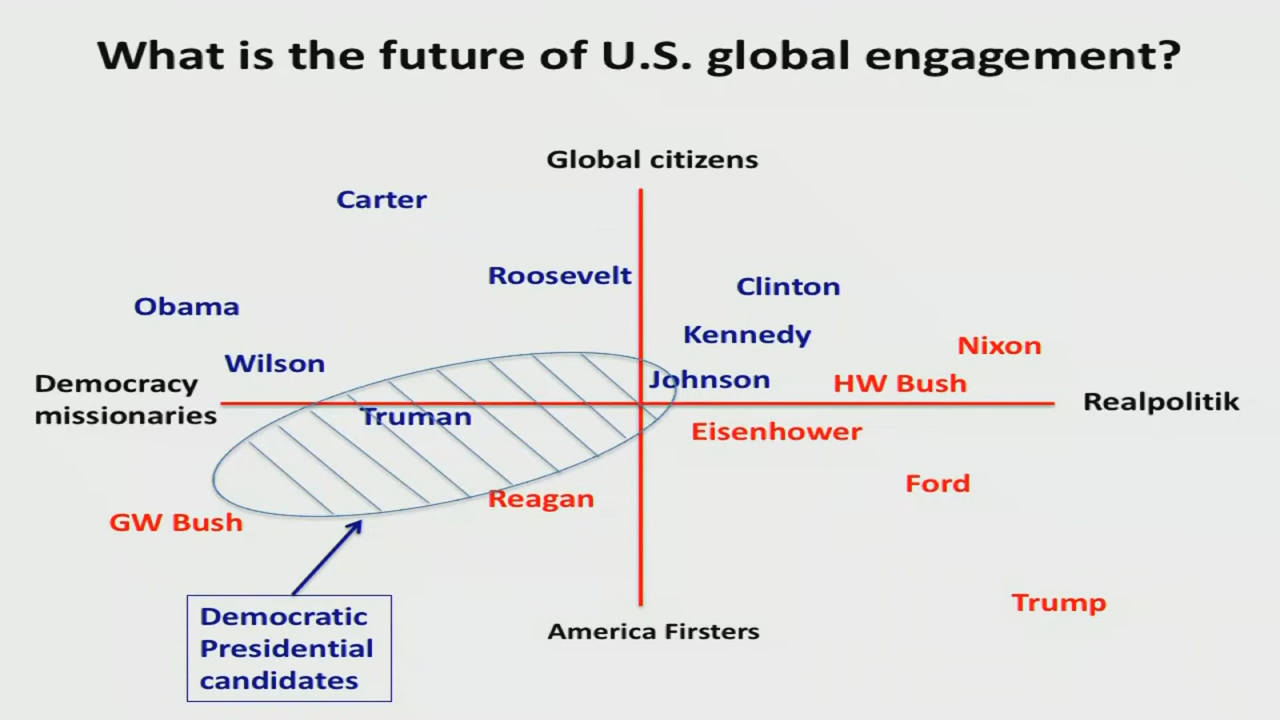 What is the future of U.S. global engagement?
Global citizens
Carter
Roosevelt
Clinton
Obama
Kennedy
Nixon
Wilson
Johnson
HW Bush
Democracy
missionaries
Realpolitik
Truman
Eisenhower
Ford
Reagan
GW Bush
Trump
Democratic
Presidential
candidates
America Firsters